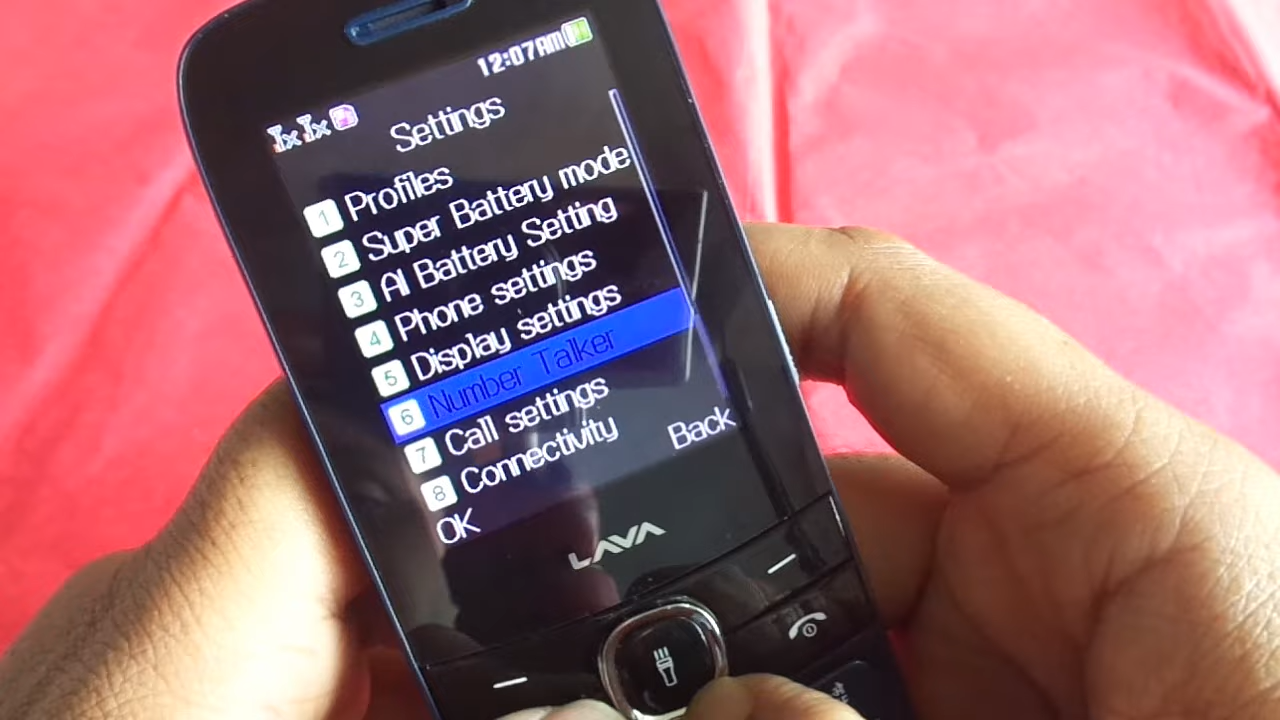 12:07AM
Settings
1 Profiles
2 Super Battery mode
3 AI Battery Setting
4 Phone settings
5 Display settings
6 Number Talker
7 Call settings
8 Connectivity
OK Back
LAVA